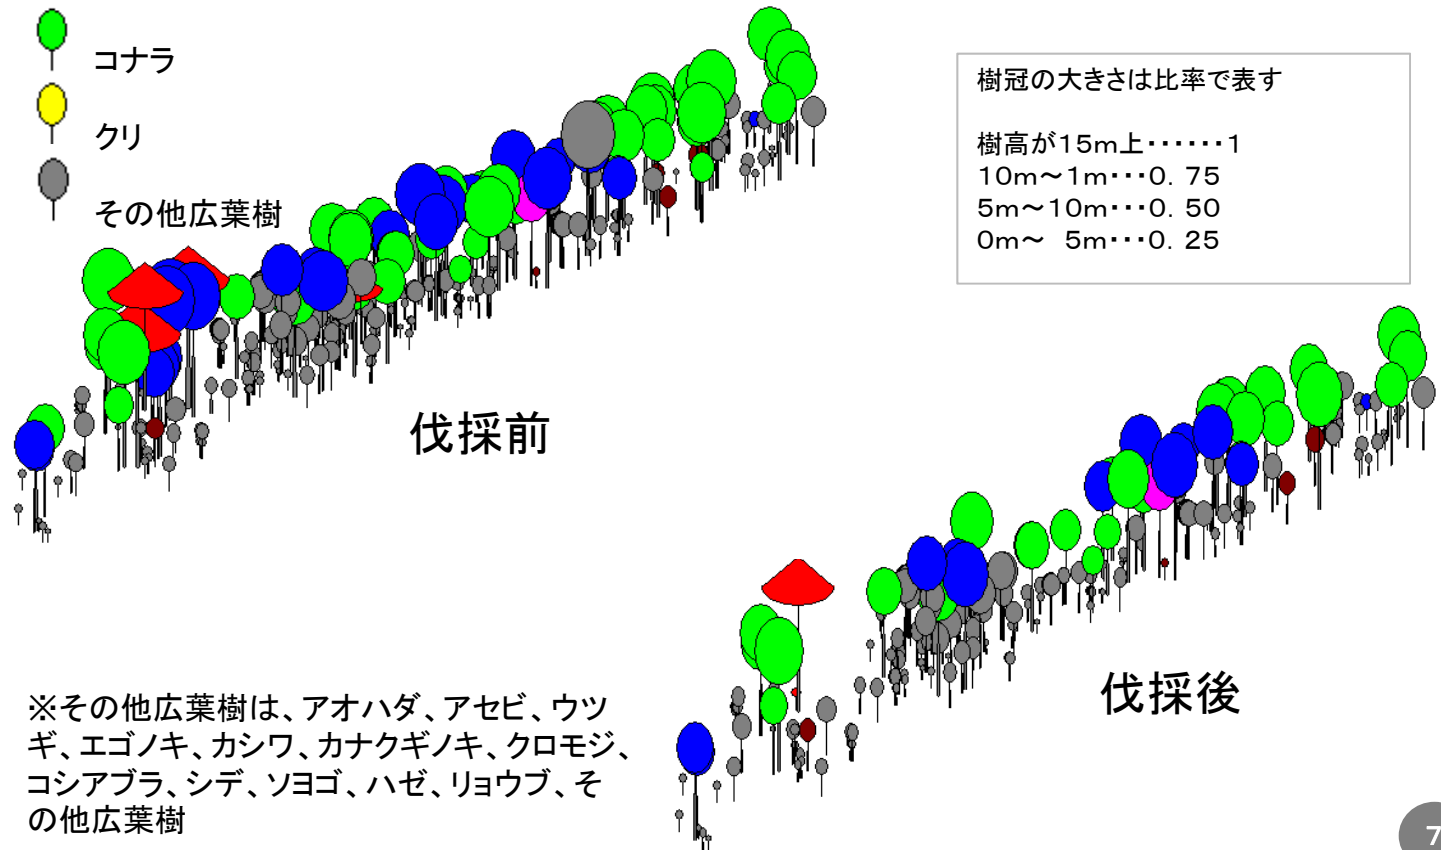 コナラ
クリ
その他広葉樹
樹冠の大きさは比率で表す
樹高が15m上・・・・・・1
10m～1m・・・0．75
5m～10m・・・0．50
0m～　5m・・・0．25
伐採前
伐採後
※その他広葉樹は、アオハダ、アセビ、ウツ
ギ、エゴノキ、カシワ、カナクギノキ、クロモジ、
コシアブラ、シデ、ソヨゴ、ハゼ、リョウブ、そ
の他広葉樹
7